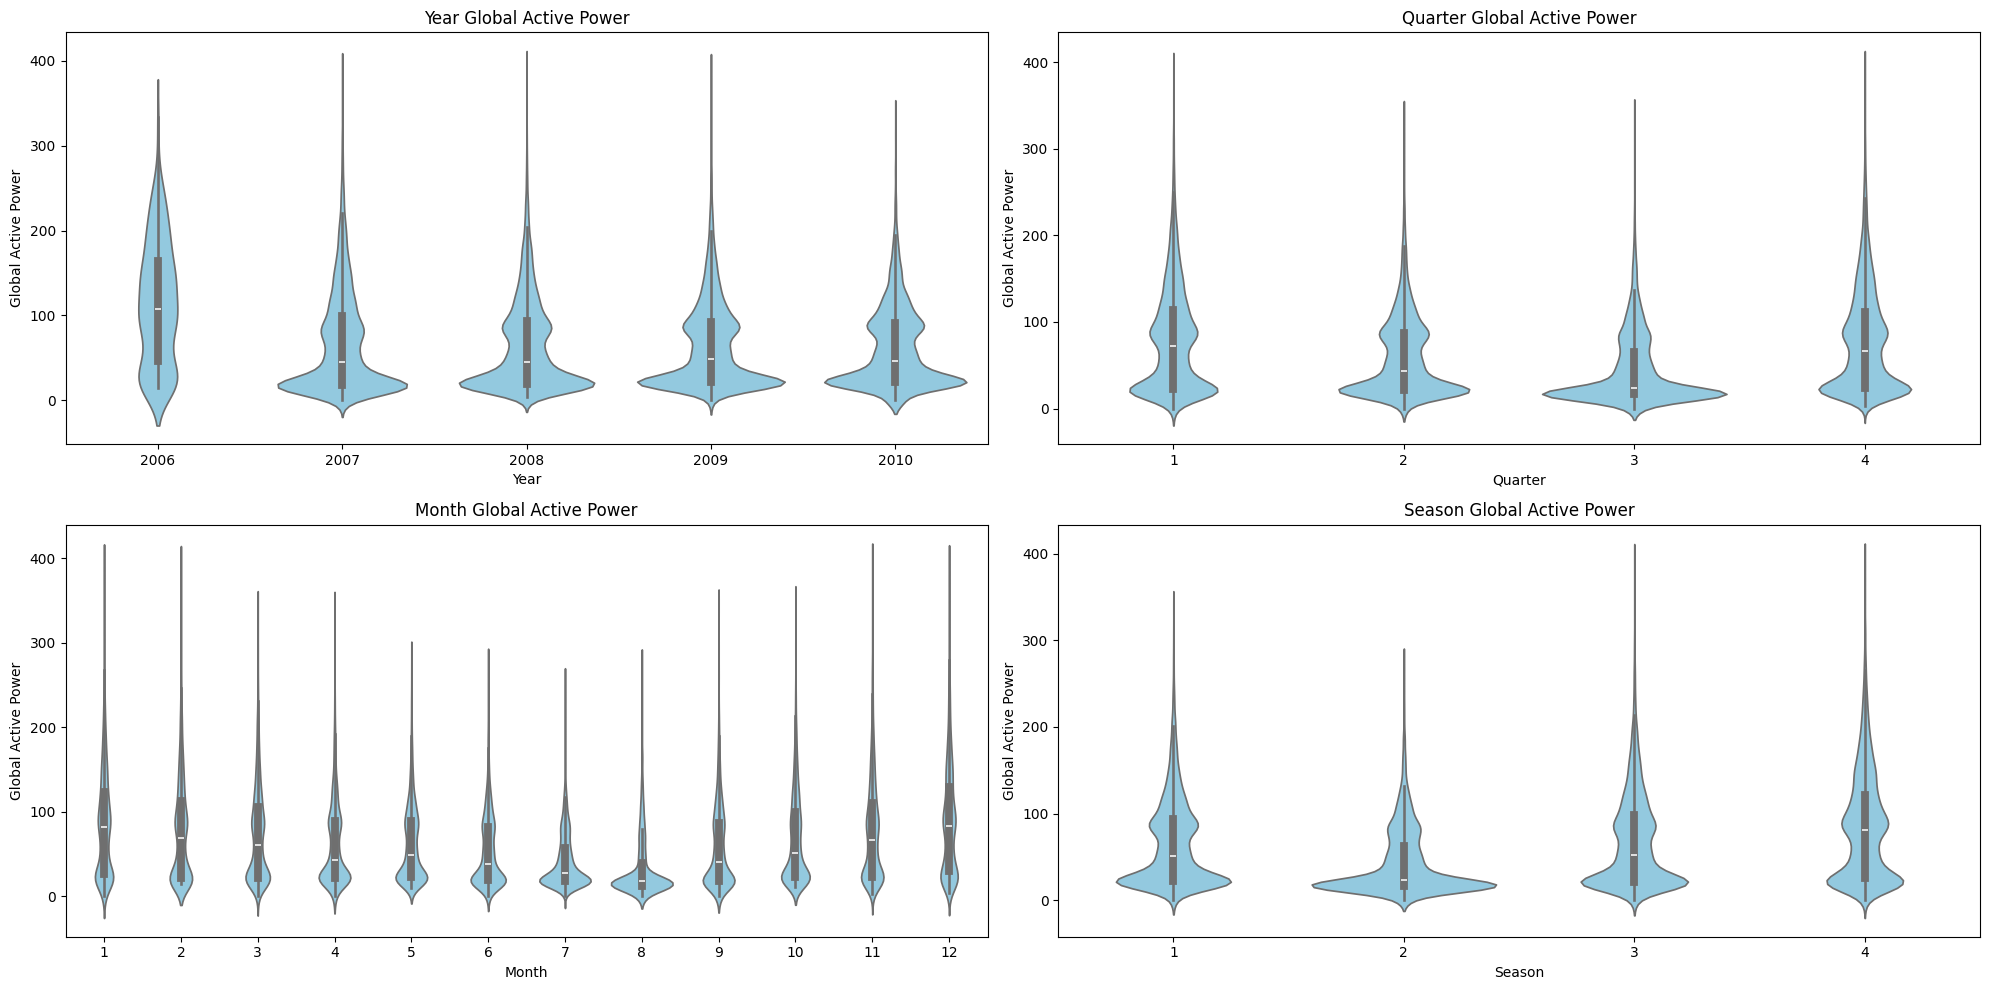 Year Global Active Power
Global Active Power
400
300
200
100
0
2006 2007 2008 2009 2010
Year
Quarter Global Active Power
Global Active Power
400
300
200
100
0
1 2 3 4
Quarter
Month Global Active Power
Global Active Power
400
300
200
100
0
1 2 3 4 5 6 7 8 9 10 11 12
Month
Season Global Active Power
Global Active Power
400
300
200
100
0
1 2 3 4
Season